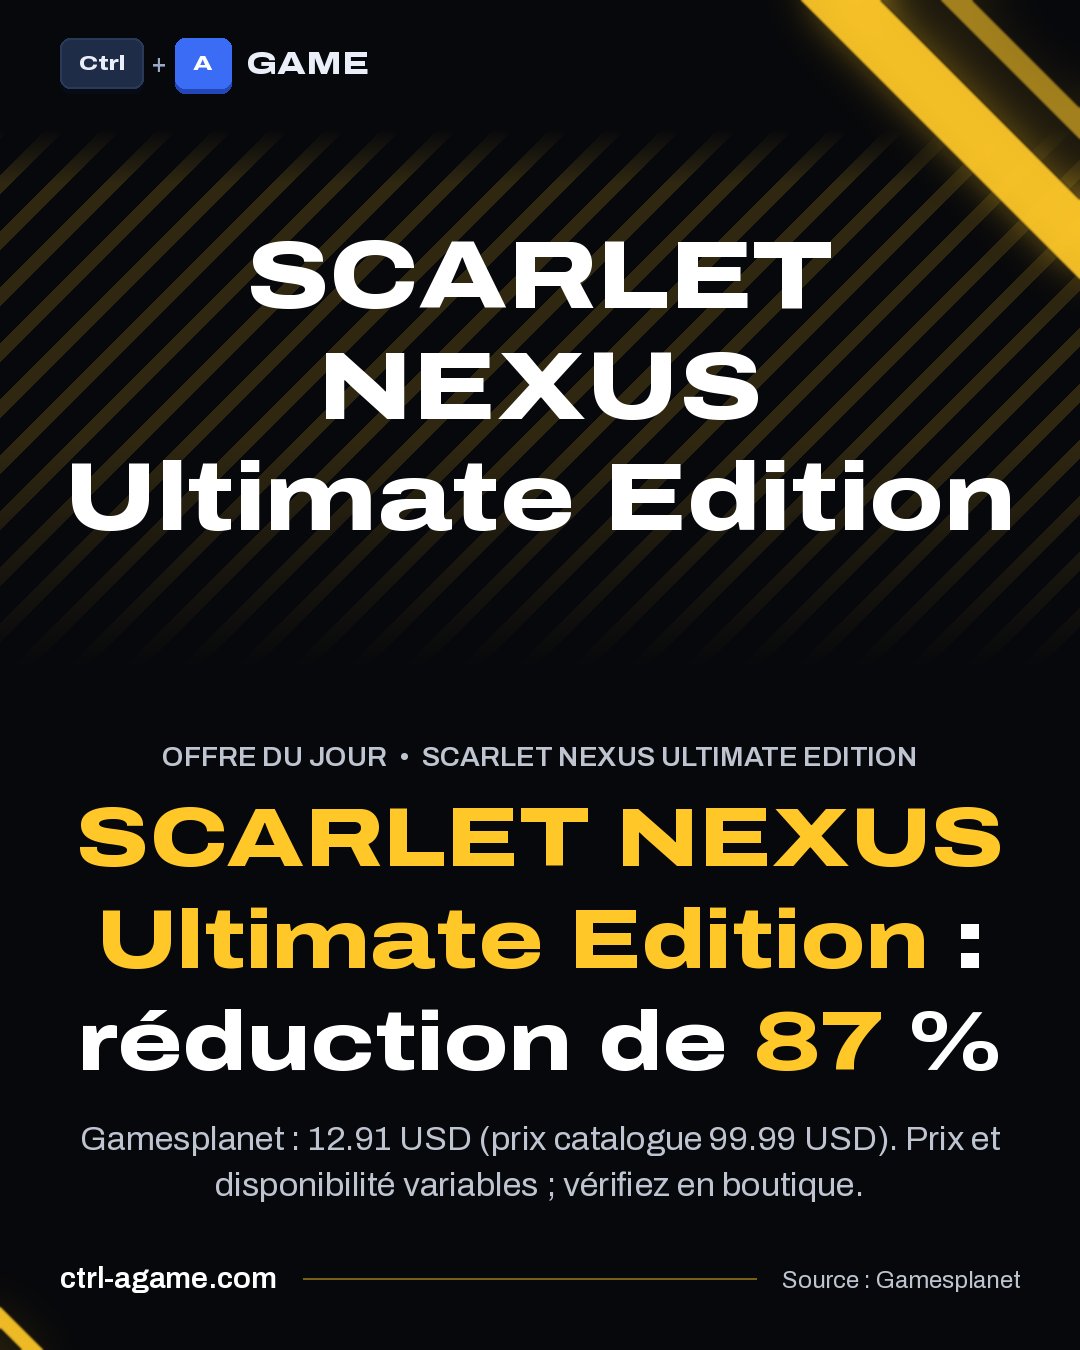 Ctrl + A GAME
SCARLET
NEXUS
Ultimate Edition
OFFRE DU JOUR • SCARLET NEXUS ULTIMATE EDITION
SCARLET NEXUS
Ultimate Edition :
réduction de 87 %
Gamesplanet : 12.91 USD (prix catalogue 99.99 USD). Prix et
disponibilité variables ; vérifiez en boutique.
ctrl-agame.com
Source : Gamesplanet